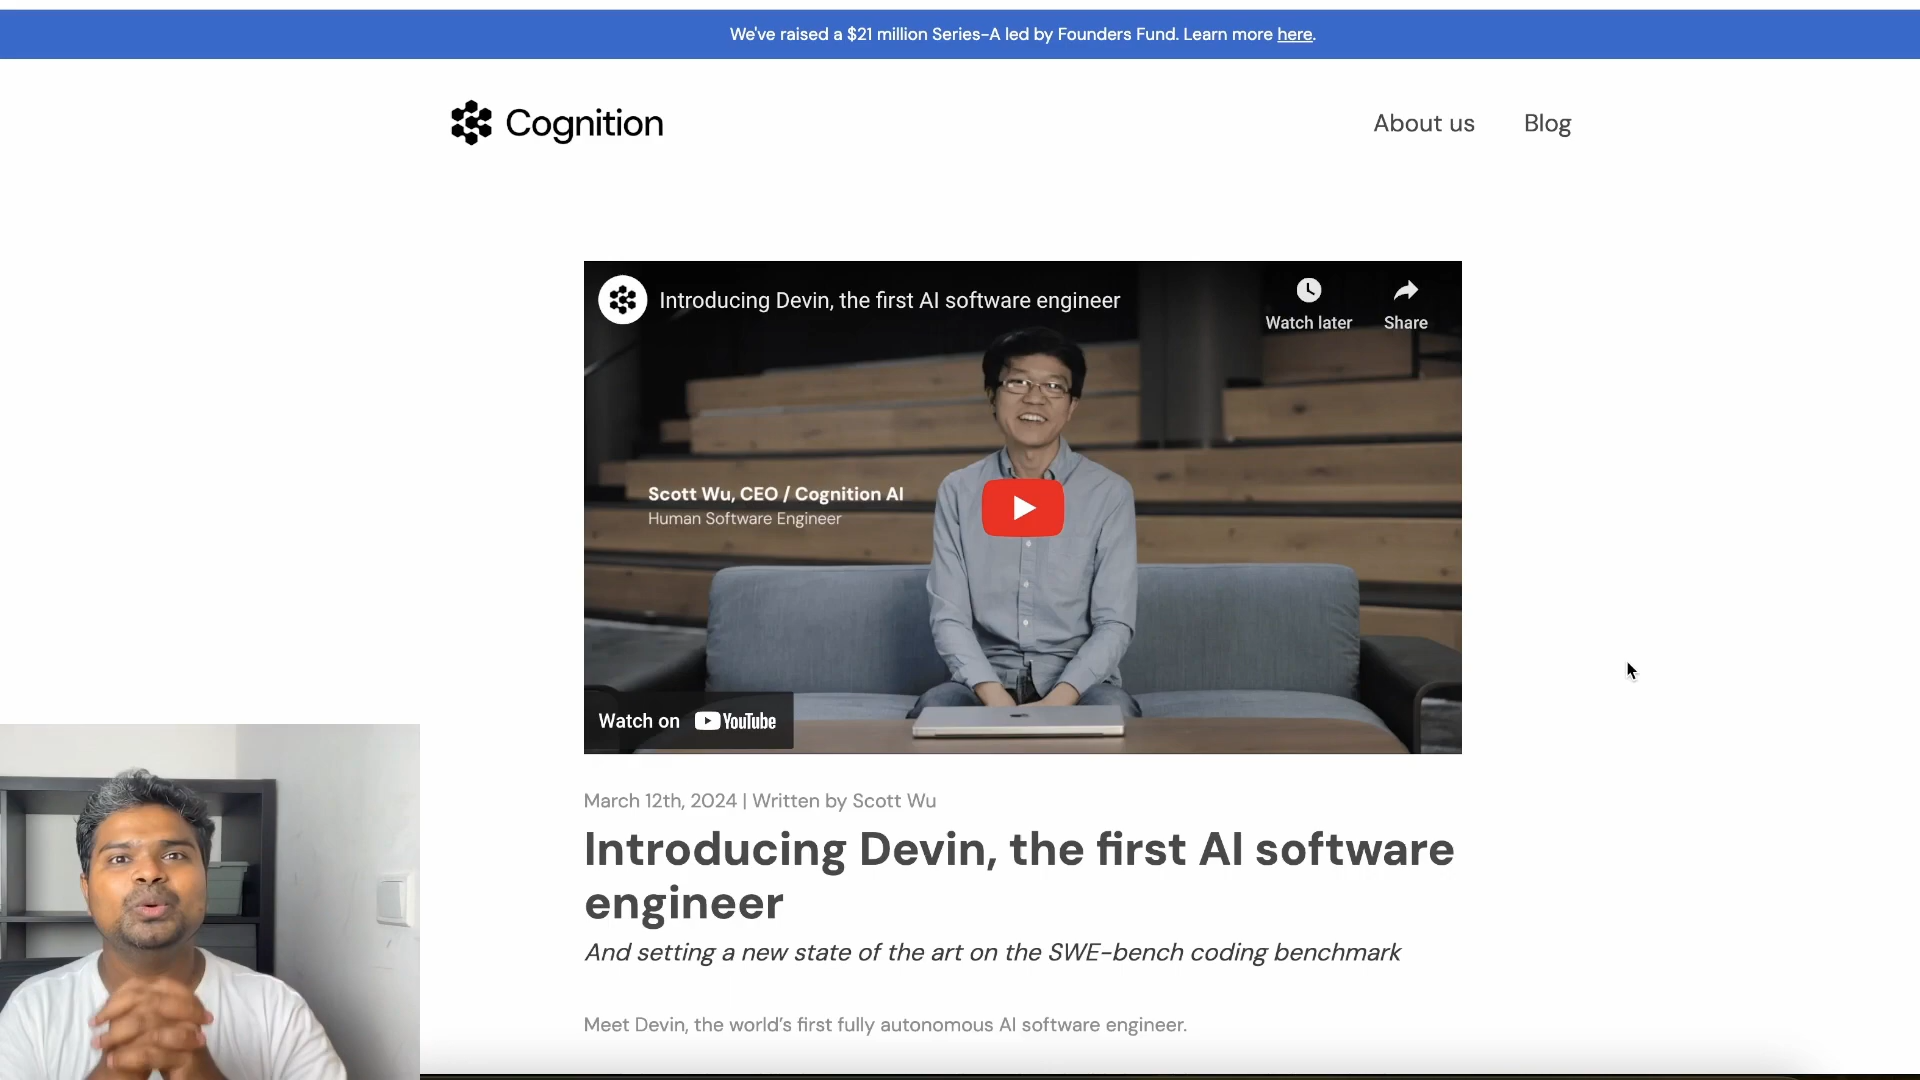 We've raised a $21 million Series-A led by Founders Fund. Learn more here.
Cognition
About us
Blog
Introducing Devin, the first AI software engineer
Watch later
Share
Scott Wu, CEO / Cognition AI
Human Software Engineer
Watch on YouTube
March 12th, 2024 | Written by Scott Wu
Introducing Devin, the first AI software
engineer
And setting a new state of the art on the SWE-bench coding benchmark
Meet Devin, the world's first fully autonomous AI software engineer.